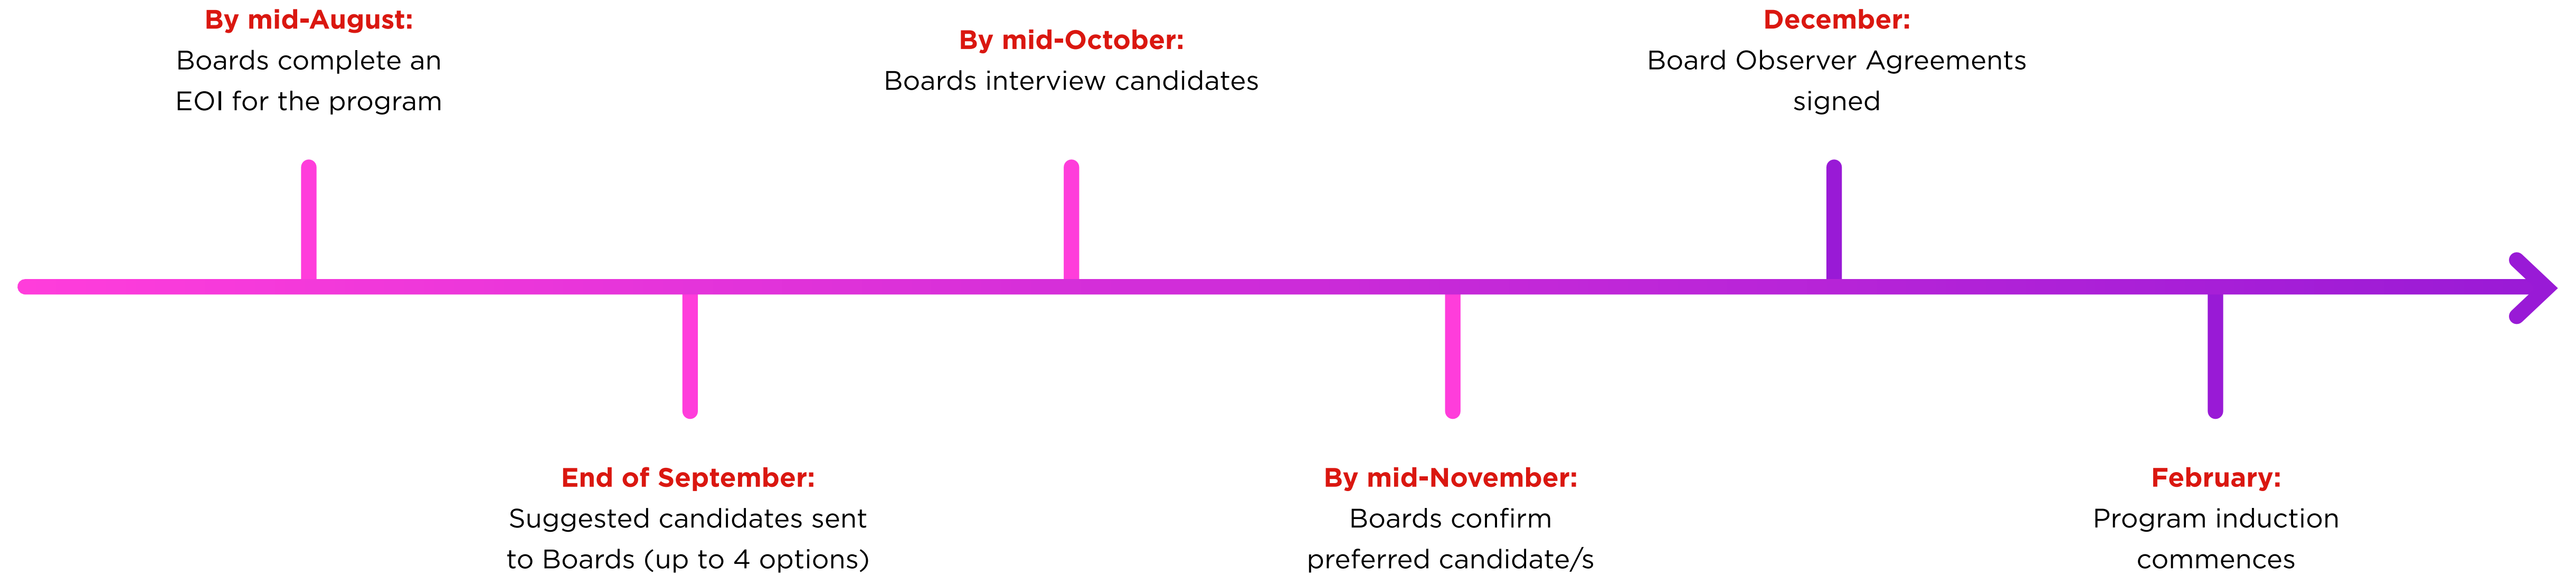 By mid-August:
Boards complete an
EOI for the program
End of September:
Suggested candidates sent
to Boards (up to 4 options)
By mid-October:
Boards interview candidates
By mid-November:
Boards confirm
preferred candidate/s
December:
Board Observer Agreements
signed
February:
Program induction
commences